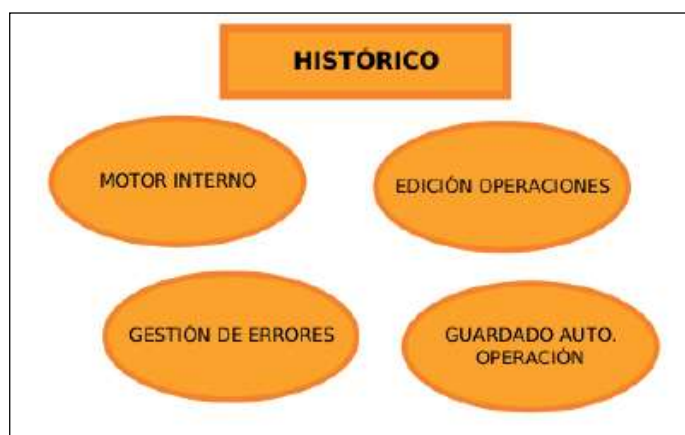 HISTÓRICO
MOTOR INTERNO
EDICIÓN OPERACIONES
GESTIÓN DE ERRORES
GUARDADO AUTO.
OPERACIÓN